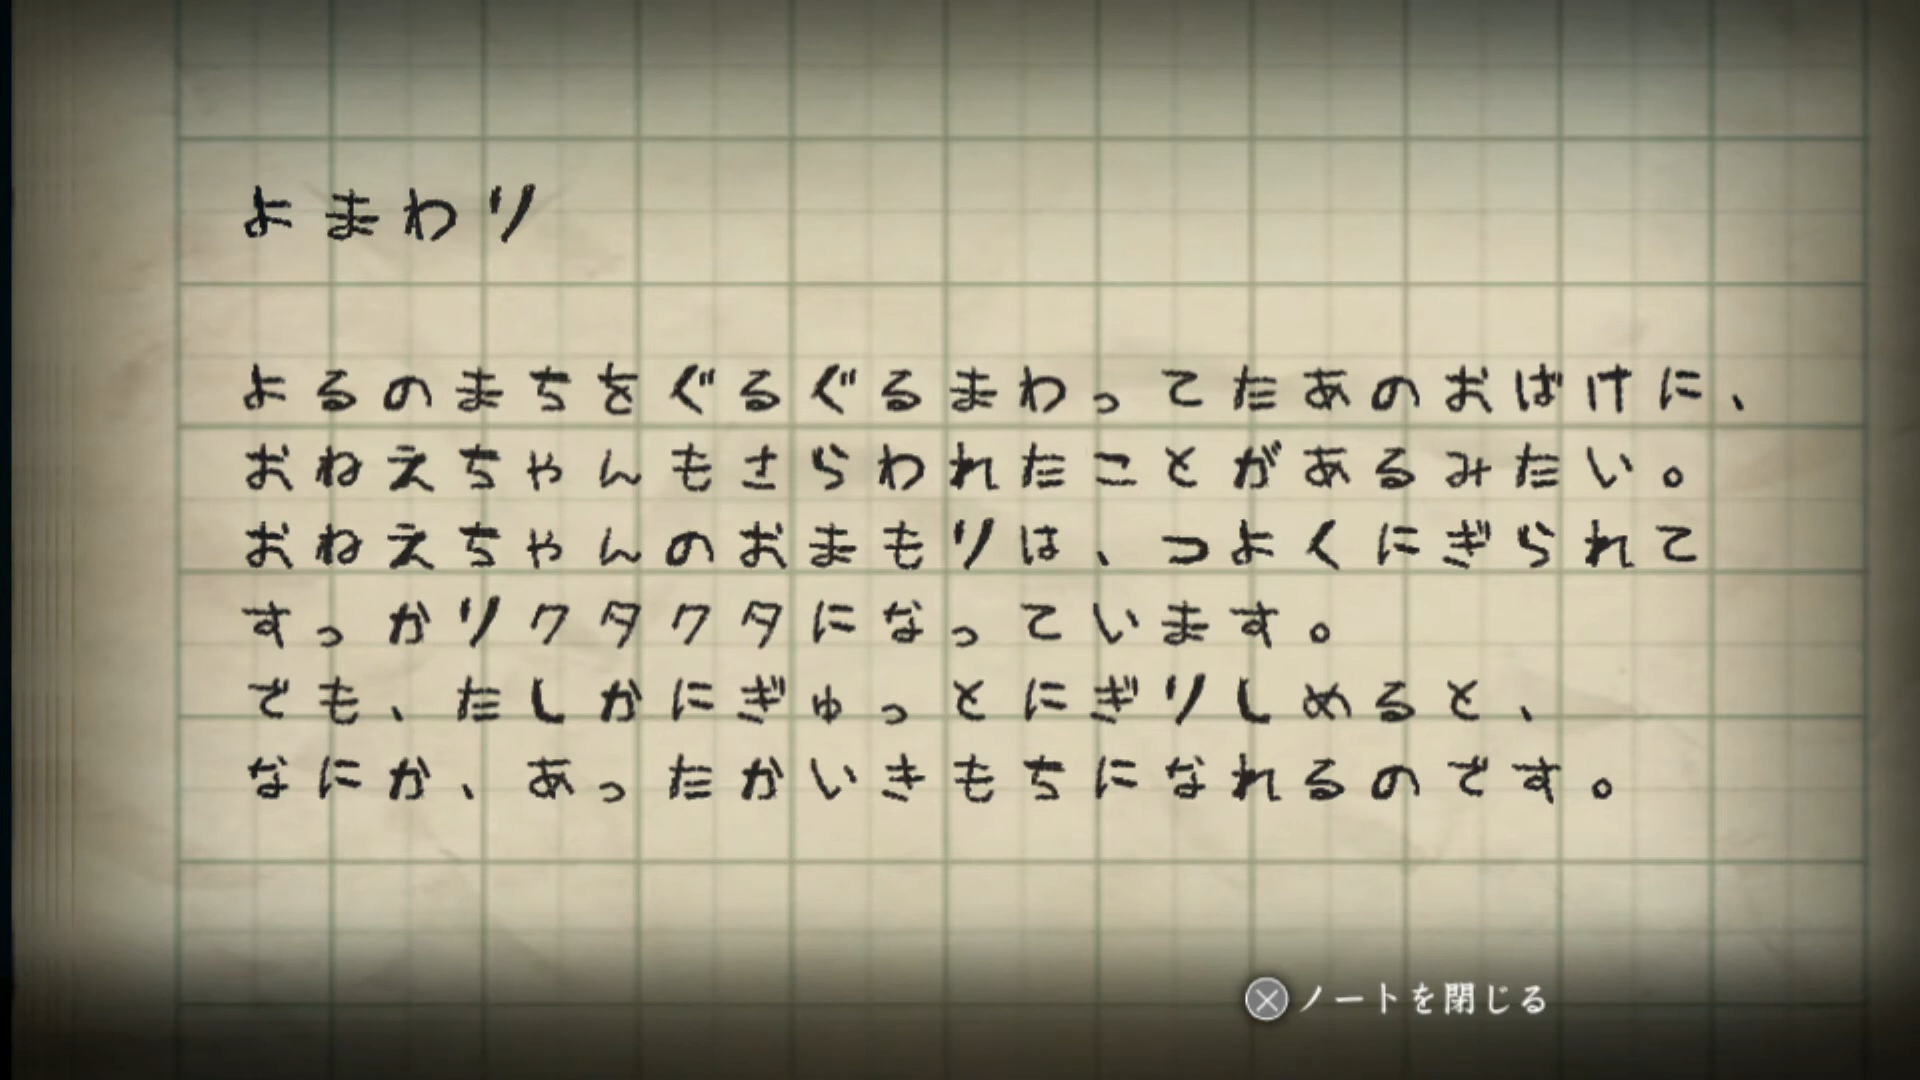 よまわり
よるのまちをぐるぐるまわってたあのおばけに、
おねえちゃんもさらわれたことがあるみたい。
おねえちゃんのおまもりは、つよくにぎられて
すっかりクタクタになっています。
でも、たしかにぎゅっとにぎりしめると、
なにか、あったかいきもちになれるのです。
ノートを閉じる